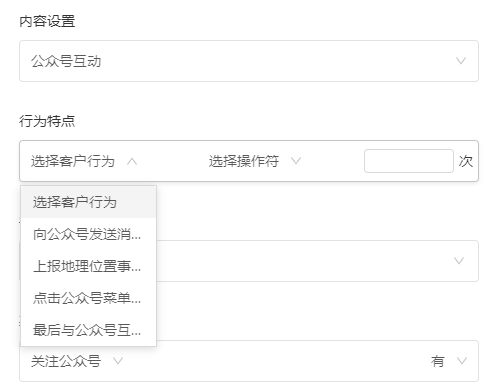 内容设置
公众号互动
行为特点
选择客户行为 选择操作符 次
选择客户行为
向公众号发送消...
上报地理位置事...
点击公众号菜单...
最后与公众号互...
关注公众号 有